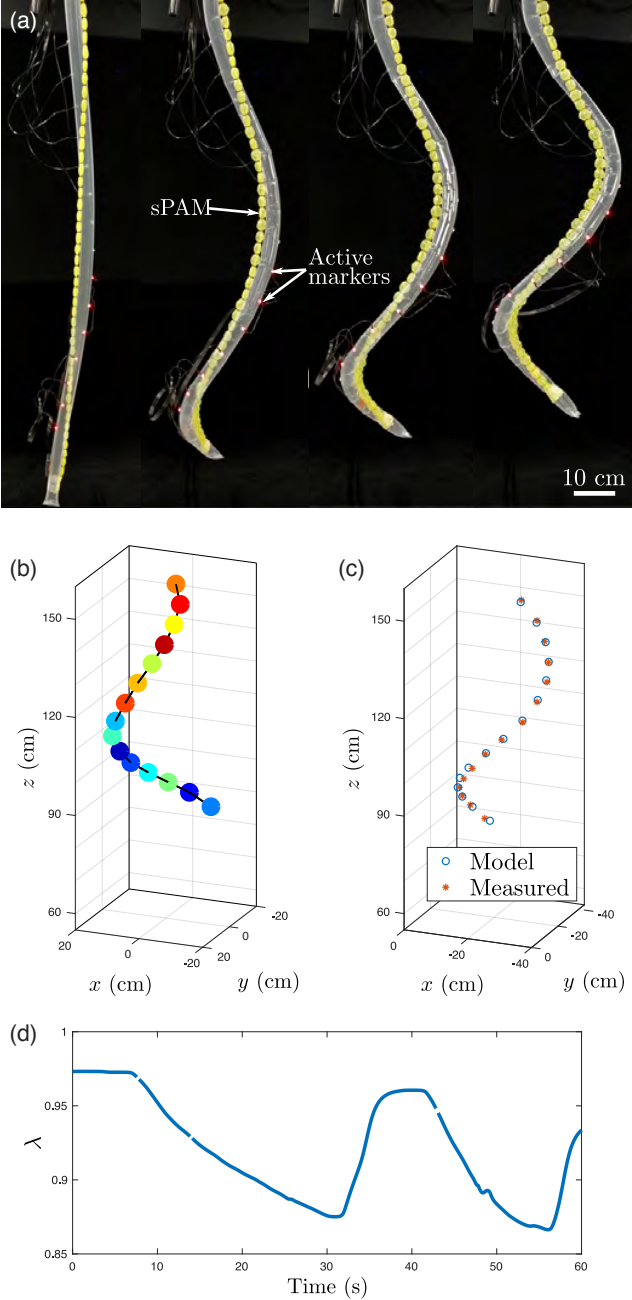 (a)
sPAM
Active
markers
10 cm
(b)
150
120
90
60
z (cm)
20
0
-20
x (cm)
20
0
-20
y (cm)
(c)
150
120
90
60
z (cm)
Model
Measured
0
-20
-40
x (cm)
0
-20
-40
y (cm)
(d)
1
0.95
0.9
0.85
λ
0
10
20
30
40
50
60
Time (s)